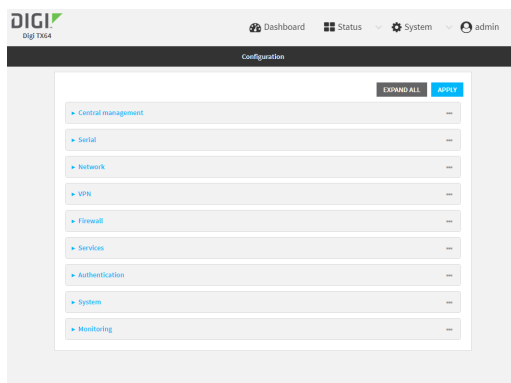 DIGI
Digi TX64
Dashboard
Status
System
admin
Configuration
EXPAND ALL
APPLY
Central management
Serial
Network
VPN
Firewall
Services
Authentication
System
Monitoring